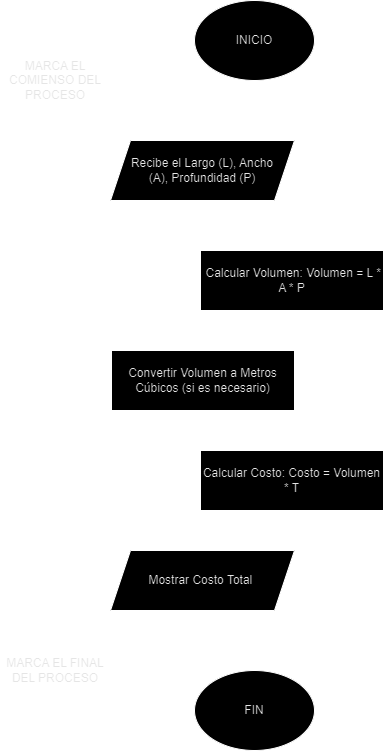 INICIO
MARCA EL
COMIENSO DEL
PROCESO
Recibe el Largo (L), Ancho
(A), Profundidad (P)
Calcular Volumen: Volumen = L *
A * P
Convertir Volumen a Metros
Cúbicos (si es necesario)
Calcular Costo: Costo = Volumen
* T
Mostrar Costo Total
MARCA EL FINAL
DEL PROCESO
FIN